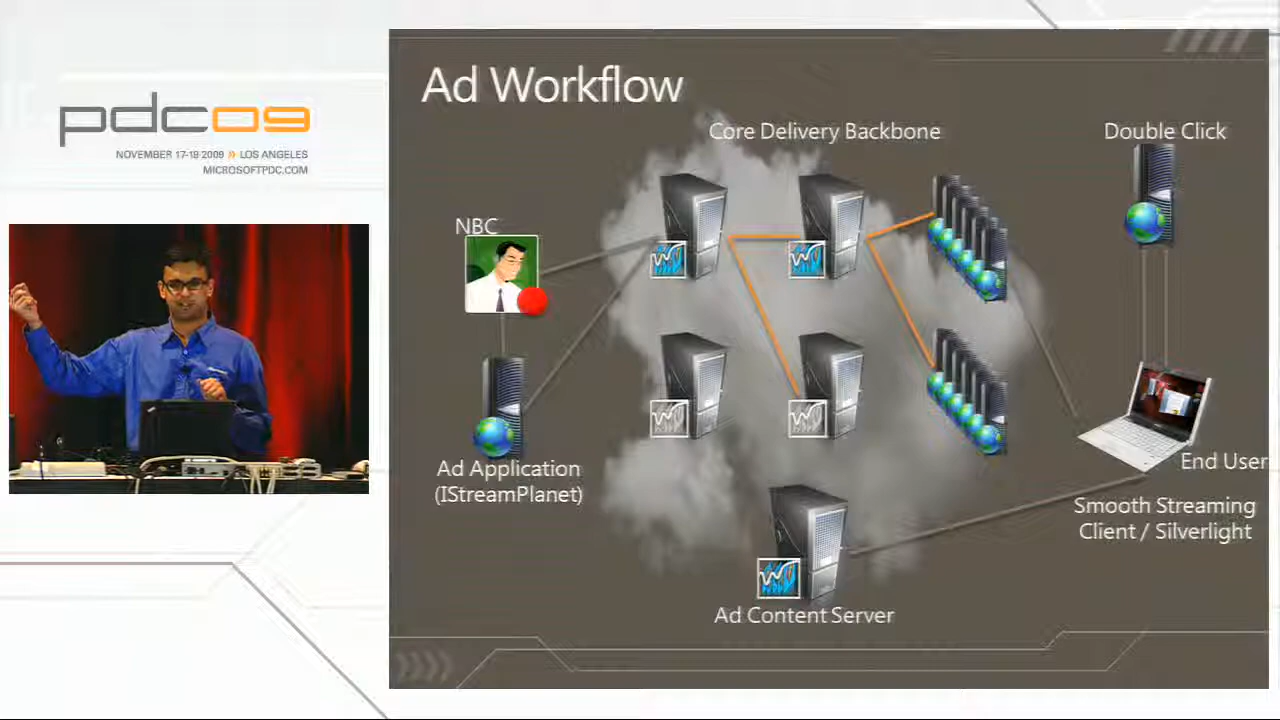 pdc09
NOVEMBER 17-19 2009 » LOS ANGELES
MICROSOFTPDC.COM
Ad Workflow
Core Delivery Backbone
Double Click
NBC
Ad Application
(IStreamPlanet)
End User
Smooth Streaming
Client / Silverlight
Ad Content Server